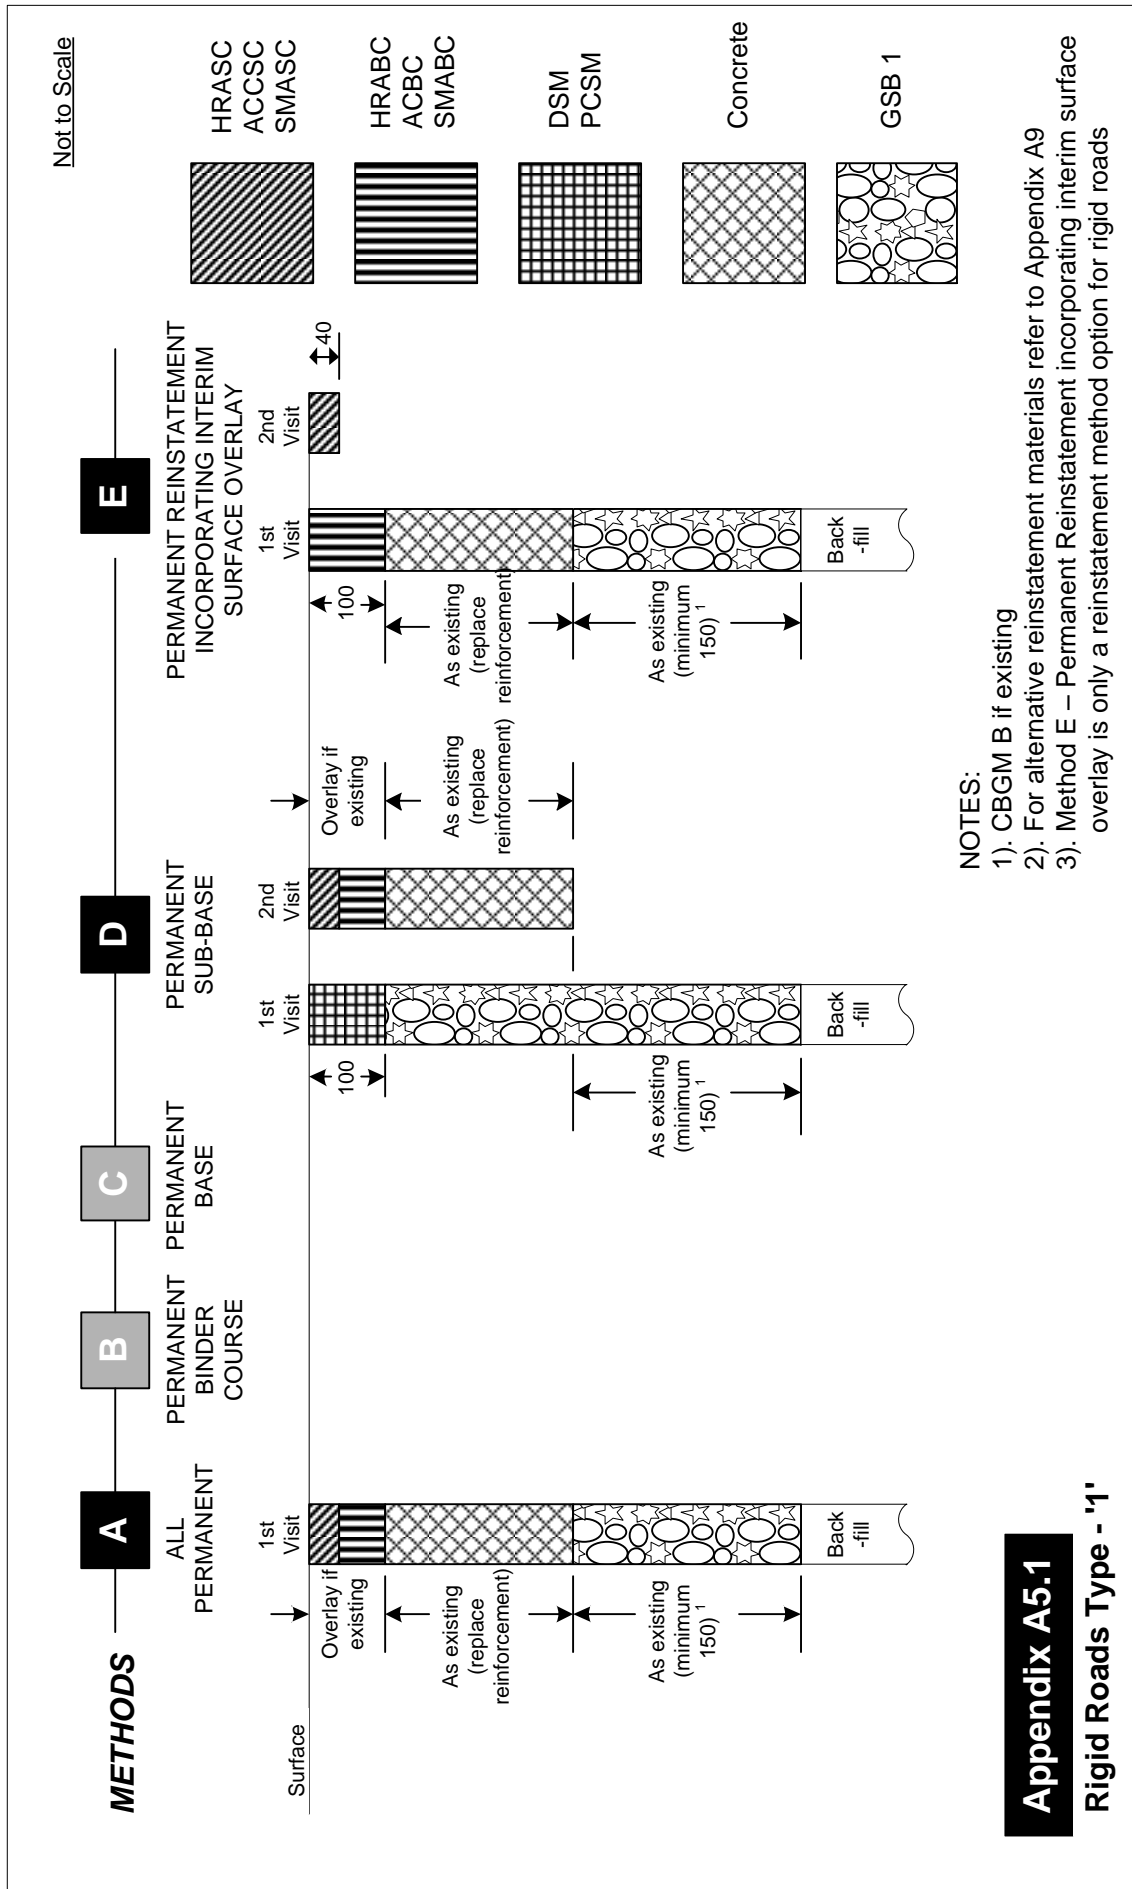 Not to Scale
METHODS
A
B
C
D
E
ALL
PERMANENT
PERMANENT
BINDER
COURSE
PERMANENT
BASE
PERMANENT
SUB-BASE
PERMANENT REINSTATEMENT
INCORPORATING INTERIM
SURFACE OVERLAY
1st
Visit
1st
Visit
2nd
Visit
1st
Visit
2nd
Visit
Surface
Overlay if
existing
As existing
(replace
reinforcement)
As existing
(minimum
150) 1
Back
-fill
100
As existing
(minimum
150) 1
Back
-fill
Overlay if
existing
As existing
(replace
reinforcement)
100
As existing
(replace
reinforcement)
As existing
(minimum
150) 1
Back
-fill
40
HRASC
ACCSC
SMASC
HRABC
ACBC
SMABC
DSM
PCSM
Concrete
GSB 1
NOTES:
1). CBGM B if existing
2). For alternative reinstatement materials refer to Appendix A9
3). Method E – Permanent Reinstatement incorporating interim surface
overlay is only a reinstatement method option for rigid roads
Appendix A5.1
Rigid Roads Type - '1'